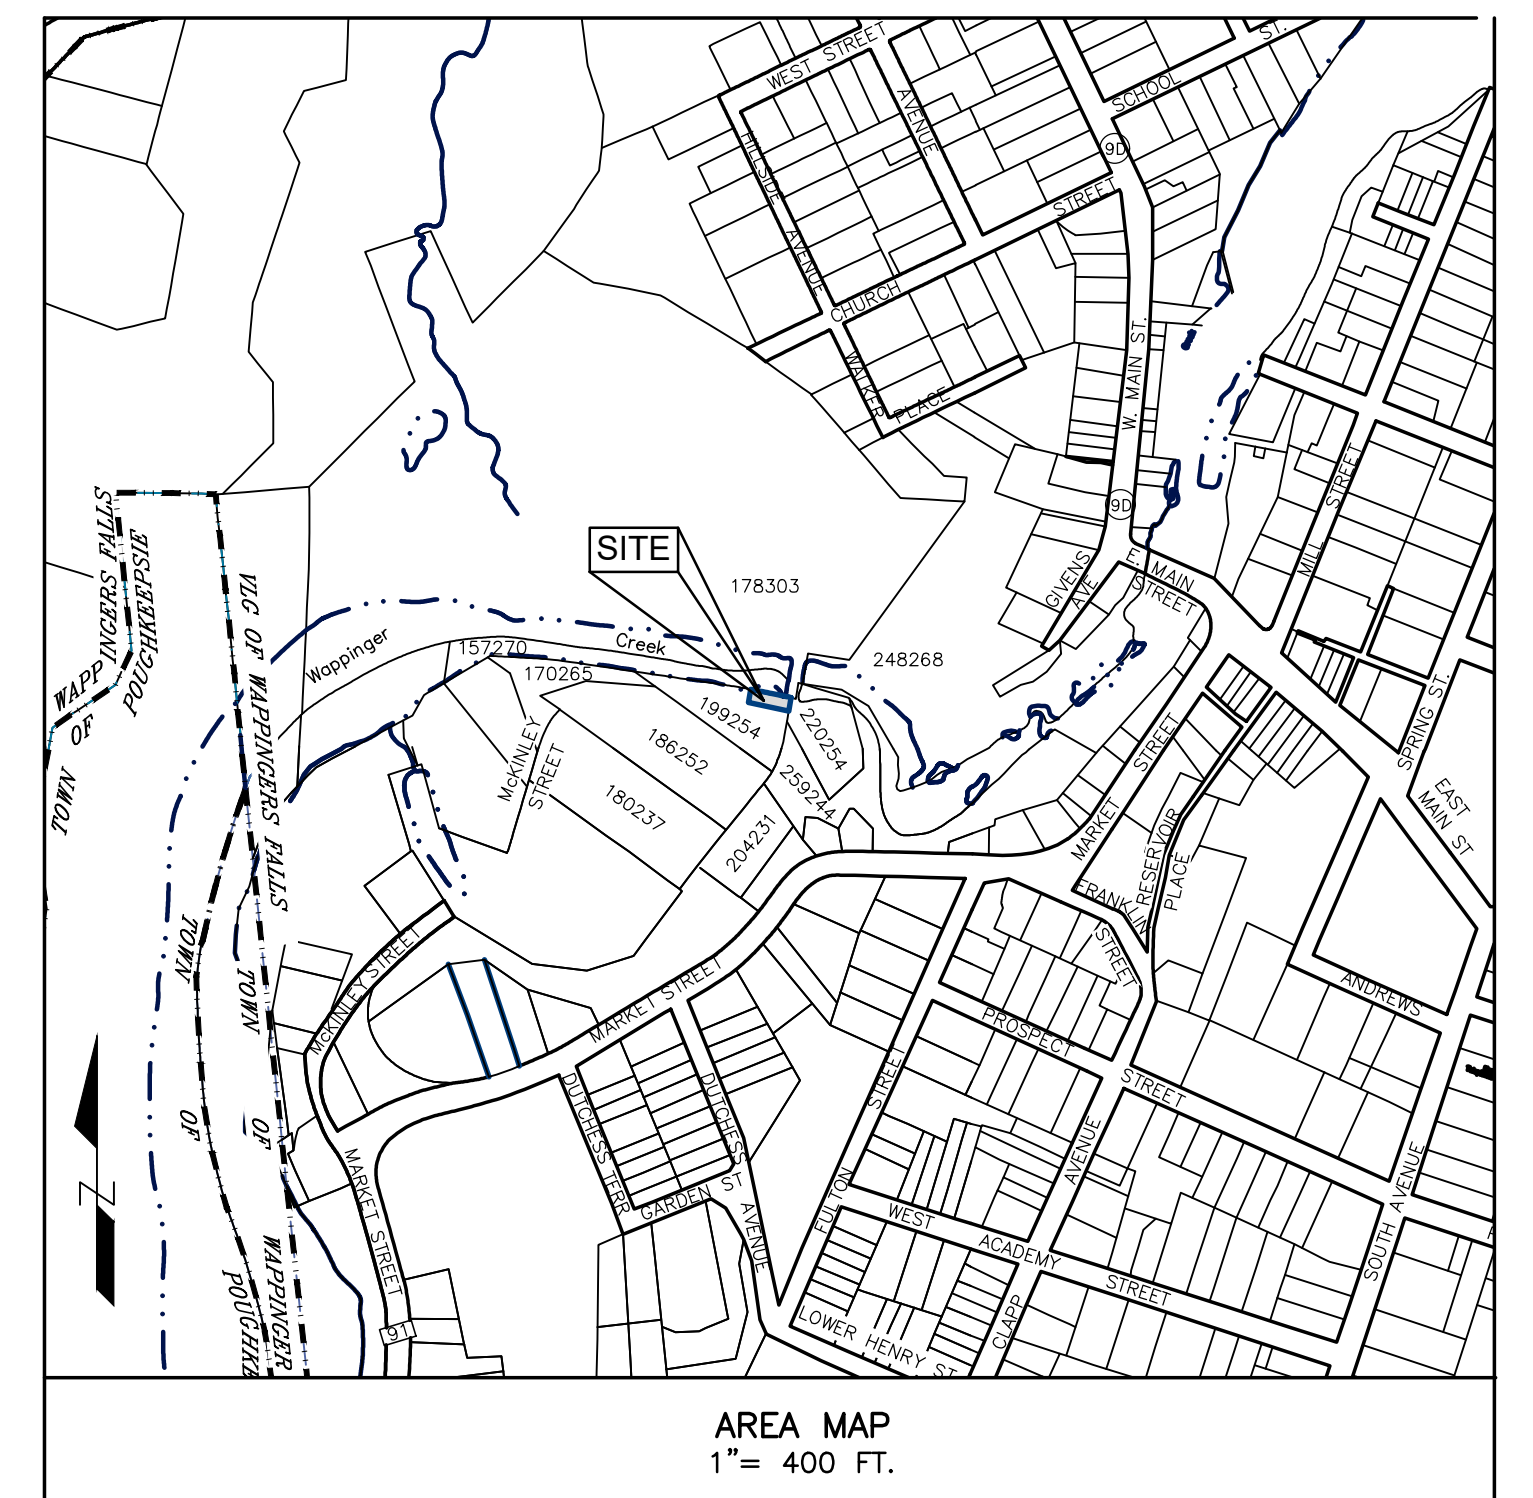 WEST STREET
SCHOOL ST.
AVENUE
9D
HILLSIDE AVENUE
STREET
CHURCH
WALKER
PLACE
W. MAIN ST.
9D
STREET
MILL
WAPPINGERS FALLS
POUGHKEEPSIE
VLG OF WAPPINGERS FALLS
SITE
178303
GIVENS
AVE
E. MAIN
STREET
Wappinger
Creek
157270
170265
248268
WAPP
OF
TOWN
199254
220254
186252
259244
180237
204231
McKINLEY
STREET
SPRING ST.
STREET
MARKET
EAST
MAIN ST
RESERVOIR
PLACE
FRANKLIN
STREET
McKINLEY STREET
MARKET STREET
ANDREWS
TOWN
TOWN
OF
OF
PROSPECT
STREET
STREET
DUTCHESS TERR
DUTCHESS
AVENUE
GARDEN ST
MARKET STREET
AVENUE
FULTON
WEST
ACADEMY
STREET
SOUTH AVENUE
WAPPINGER
POUGHKE
91
LOWER HENRY ST
CLAPP
AREA MAP
1"= 400 FT.